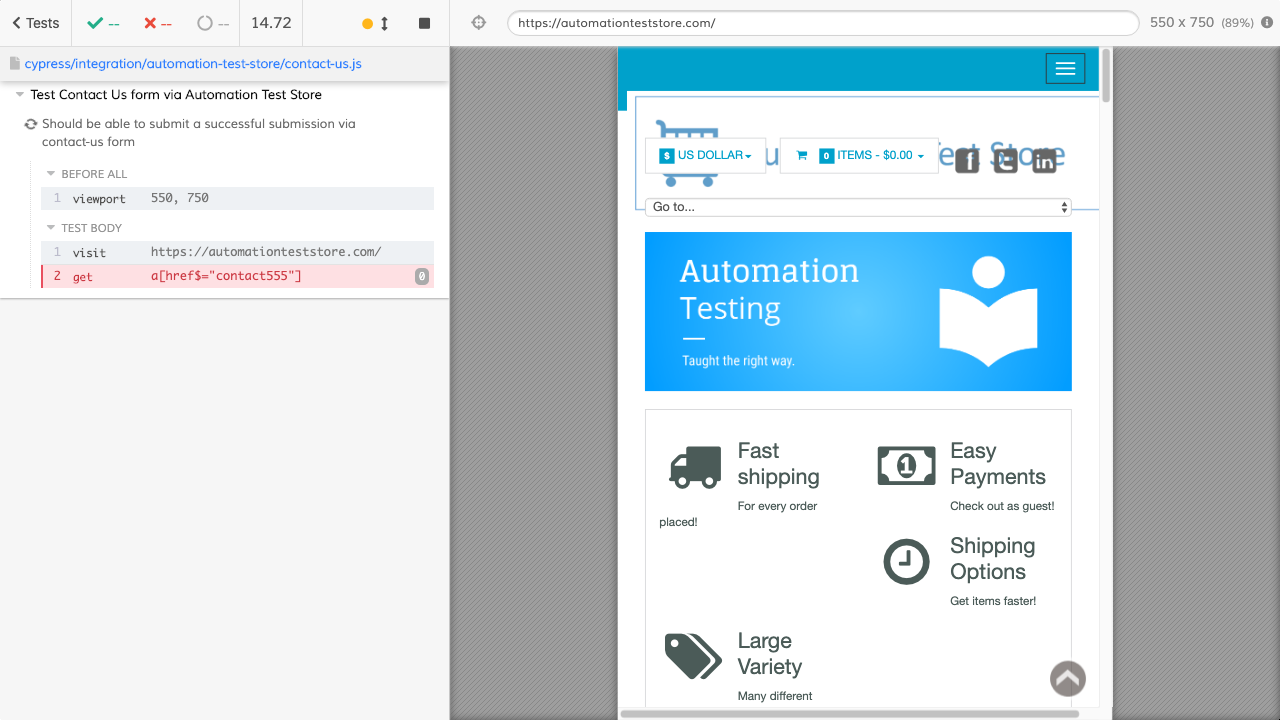 Tests
--
--
--
14.72
https://automationteststore.com/
550 x 750 (89%)
cypress/integration/automation-test-store/contact-us.js
Test Contact Us form via Automation Test Store
Should be able to submit a successful submission via
contact-us form
BEFORE ALL
1 viewport 550, 750
TEST BODY
1 visit https://automationteststore.com/
2 get a[href$="contact555"] 0
$ US DOLLAR
0 ITEMS - $0.00
Test Store
Go to...
Automation
Testing
Taught the right way.
Fast
shipping
For every order
placed!
1
Easy
Payments
Check out as guest!
Shipping
Options
Get items faster!
Large
Variety
Many different